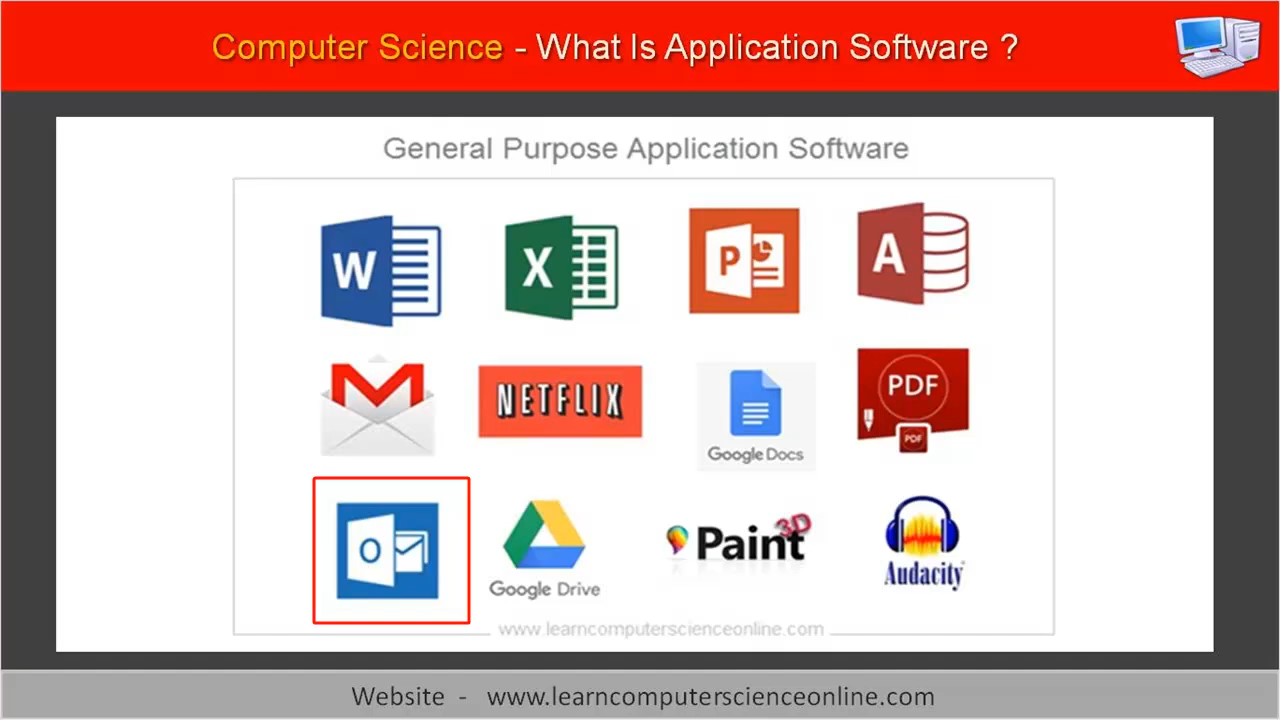 Computer Science - What Is Application Software ?
General Purpose Application Software
W
X
P
A
M
NETFLIX
Google Docs
PDF
PDF
O
Google Drive
Paint 3D
Audacity
www.learncomputerscienceonline.com
Website - www.learncomputerscienceonline.com